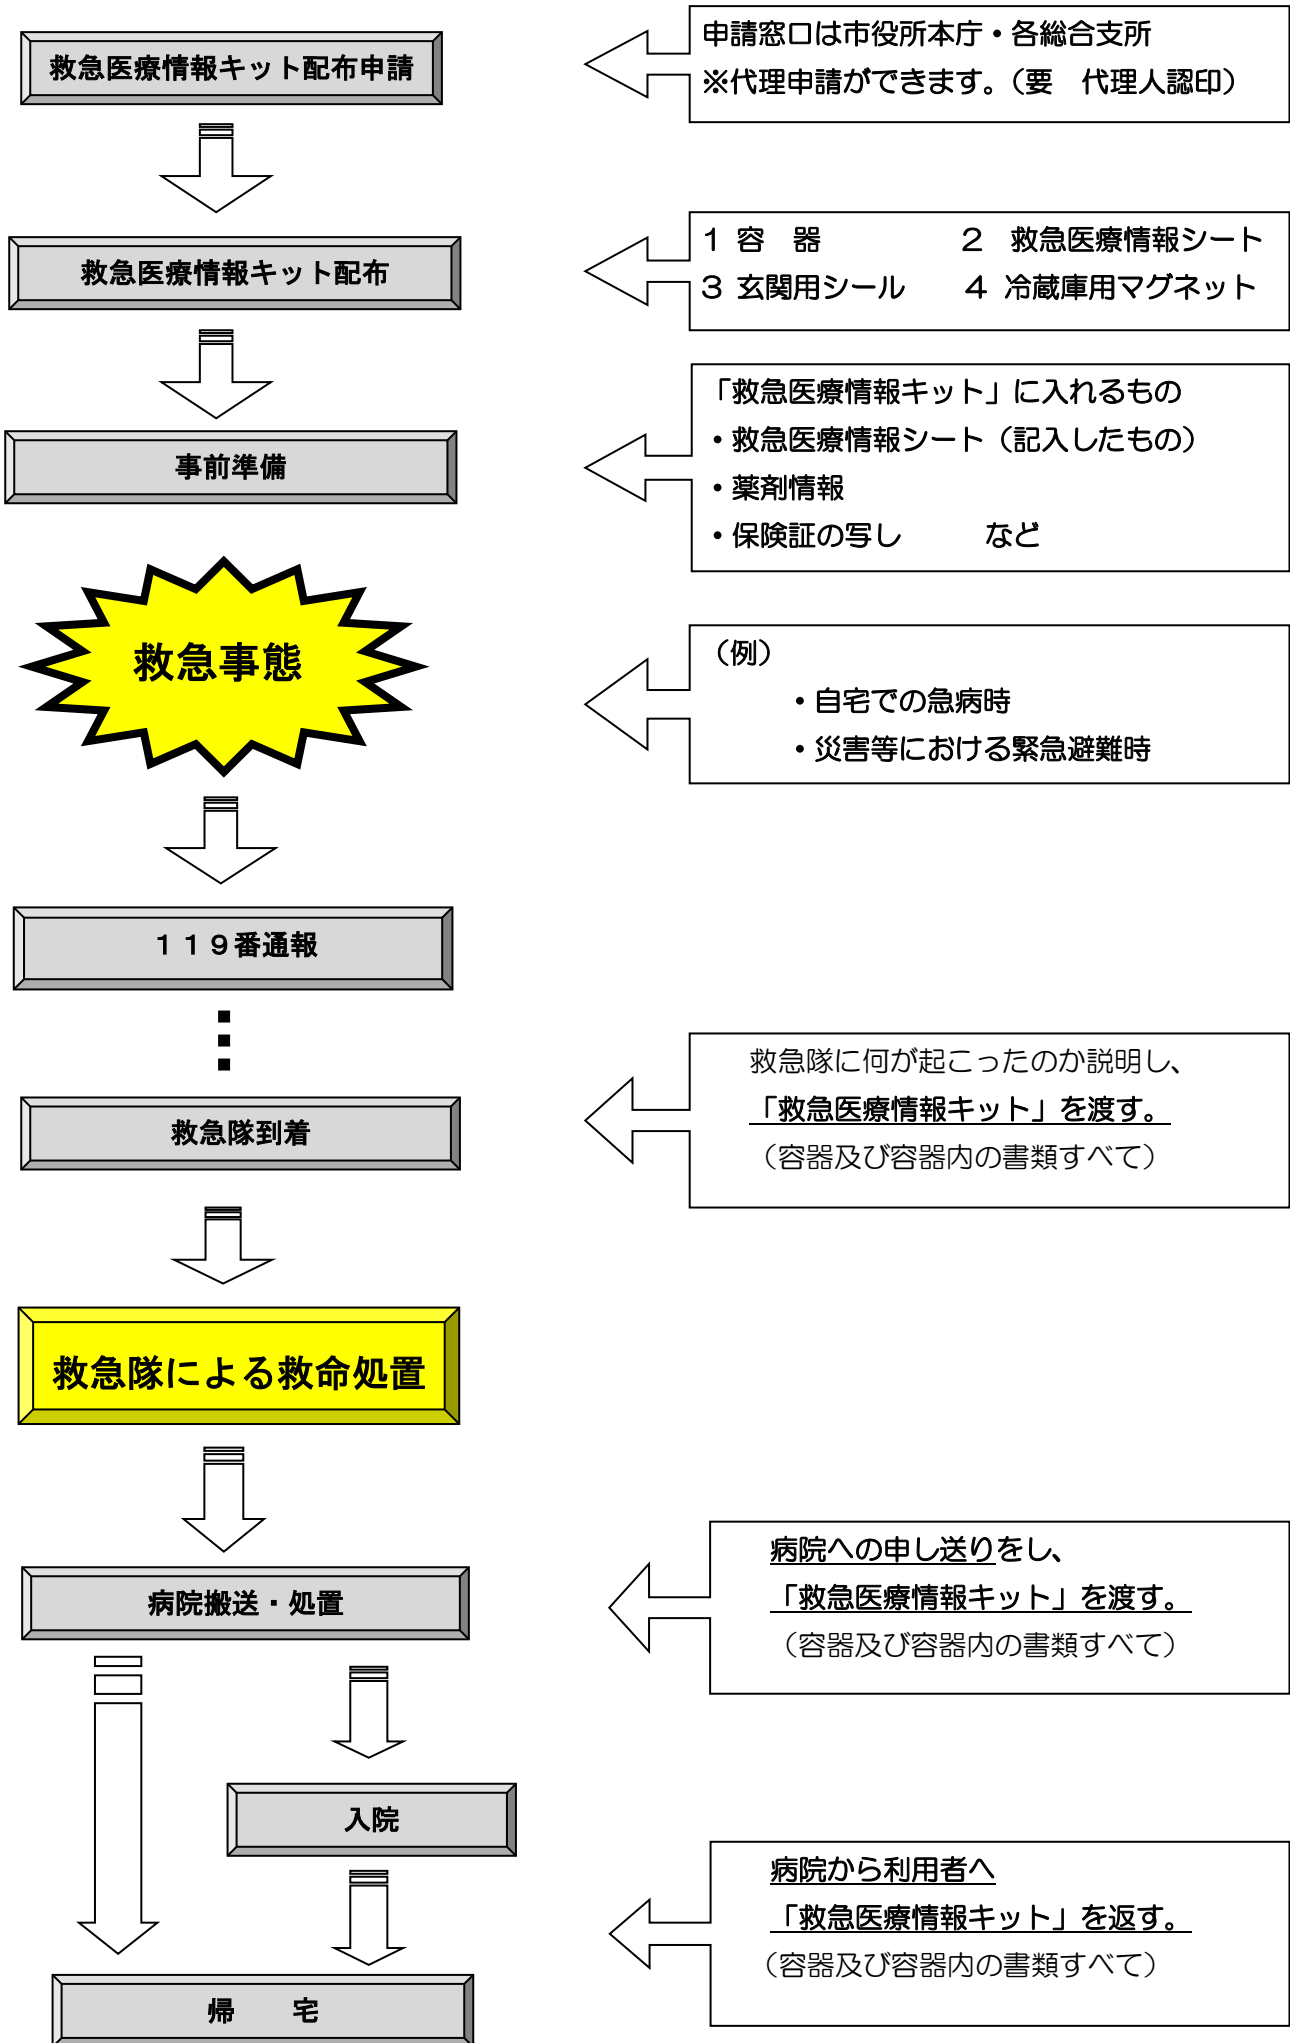 救急医療情報キット配布申請
申請窓口は市役所本庁・各総合支所
※代理申請ができます。（要　代理人認印）
救急医療情報キット配布
１ 容　器　　　　　２　救急医療情報シート
３ 玄関用シール　　４ 冷蔵庫用マグネット
事前準備
「救急医療情報キット」に入れるもの
・救急医療情報シート（記入したもの）
・薬剤情報
・保険証の写し　　　など
救急事態
（例）
・自宅での急病時
・災害等における緊急避難時
１１９番通報
救急隊到着
救急隊に何が起こったのか説明し、
「救急医療情報キット」を渡す。
（容器及び容器内の書類すべて）
救急隊による救命処置
病院搬送・処置
病院への申し送りをし、
「救急医療情報キット」を渡す。
（容器及び容器内の書類すべて）
入院
病院から利用者へ
「救急医療情報キット」を返す。
（容器及び容器内の書類すべて）
帰　　宅